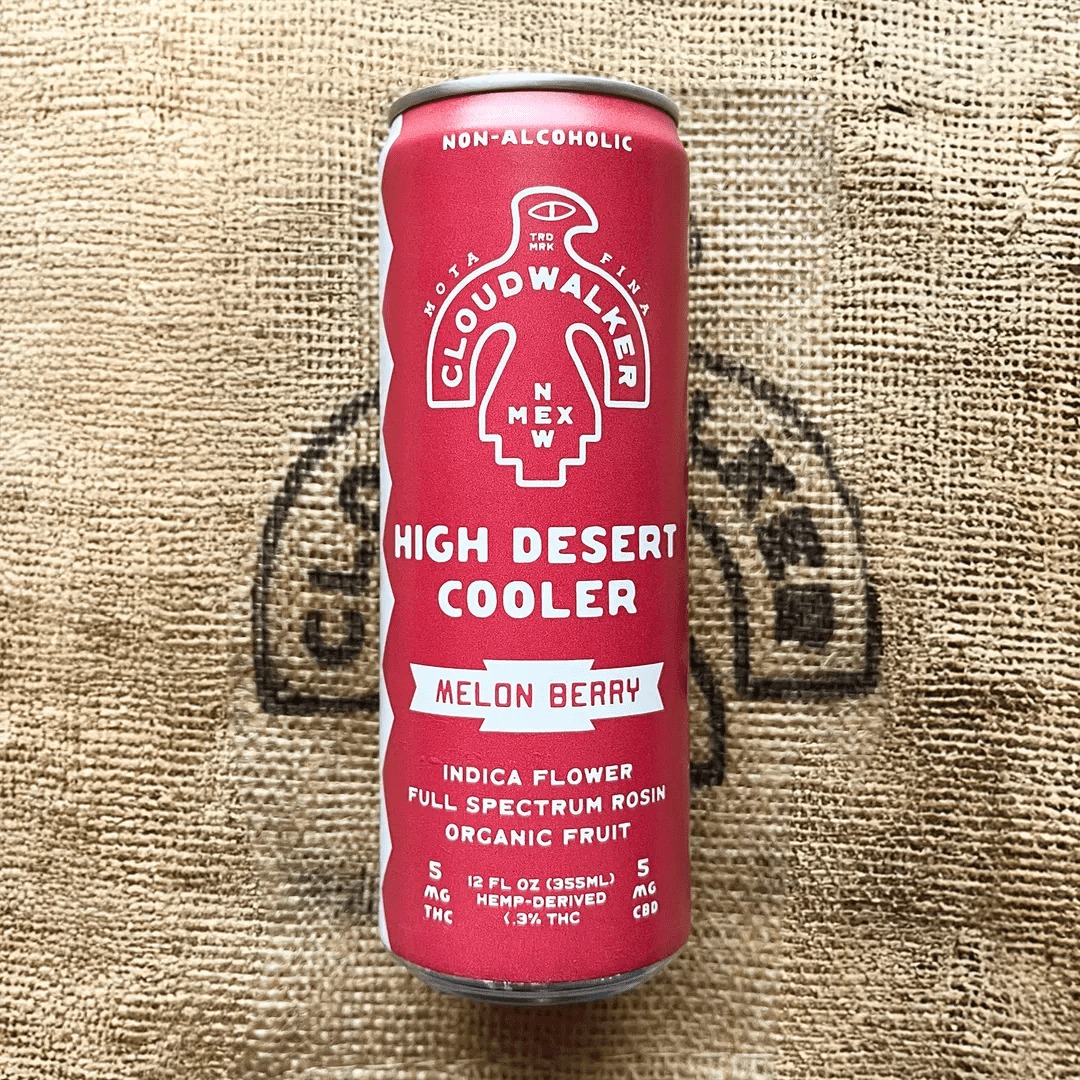 NON-ALCOHOLIC
TRD
MRK
MOTA FINA
CLOUDWALKER
N
MEX
W
HIGH DESERT
COOLER
MELON BERRY
INDICA FLOWER
FULL SPECTRUM ROSIN
ORGANIC FRUIT
5
MG
THC
12 FL OZ (355ML)
HEMP-DERIVED
<.3% THC
5
MG
CBD